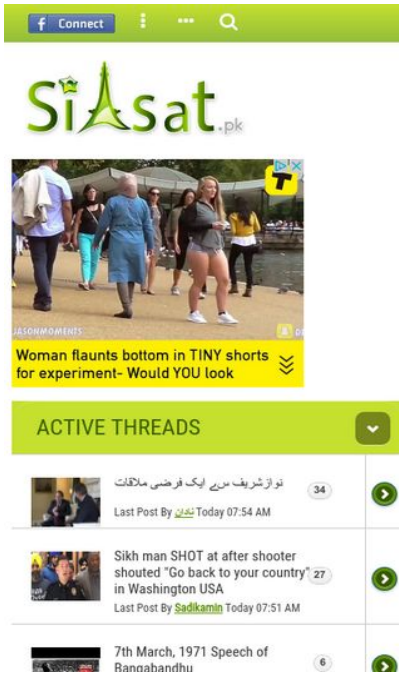 f Connect
SiAsat.pk
JASONMOMENTS
Woman flaunts bottom in TINY shorts
for experiment- Would YOU look
ACTIVE THREADS
نواز شریف سے ایک فرضی ملاقات
34
Last Post By نادان Today 07:54 AM
Sikh man SHOT at after shooter
shouted "Go back to your country"
27
in Washington USA
Last Post By Sadikamin Today 07:51 AM
7th March, 1971 Speech of
6
Bangabandhu